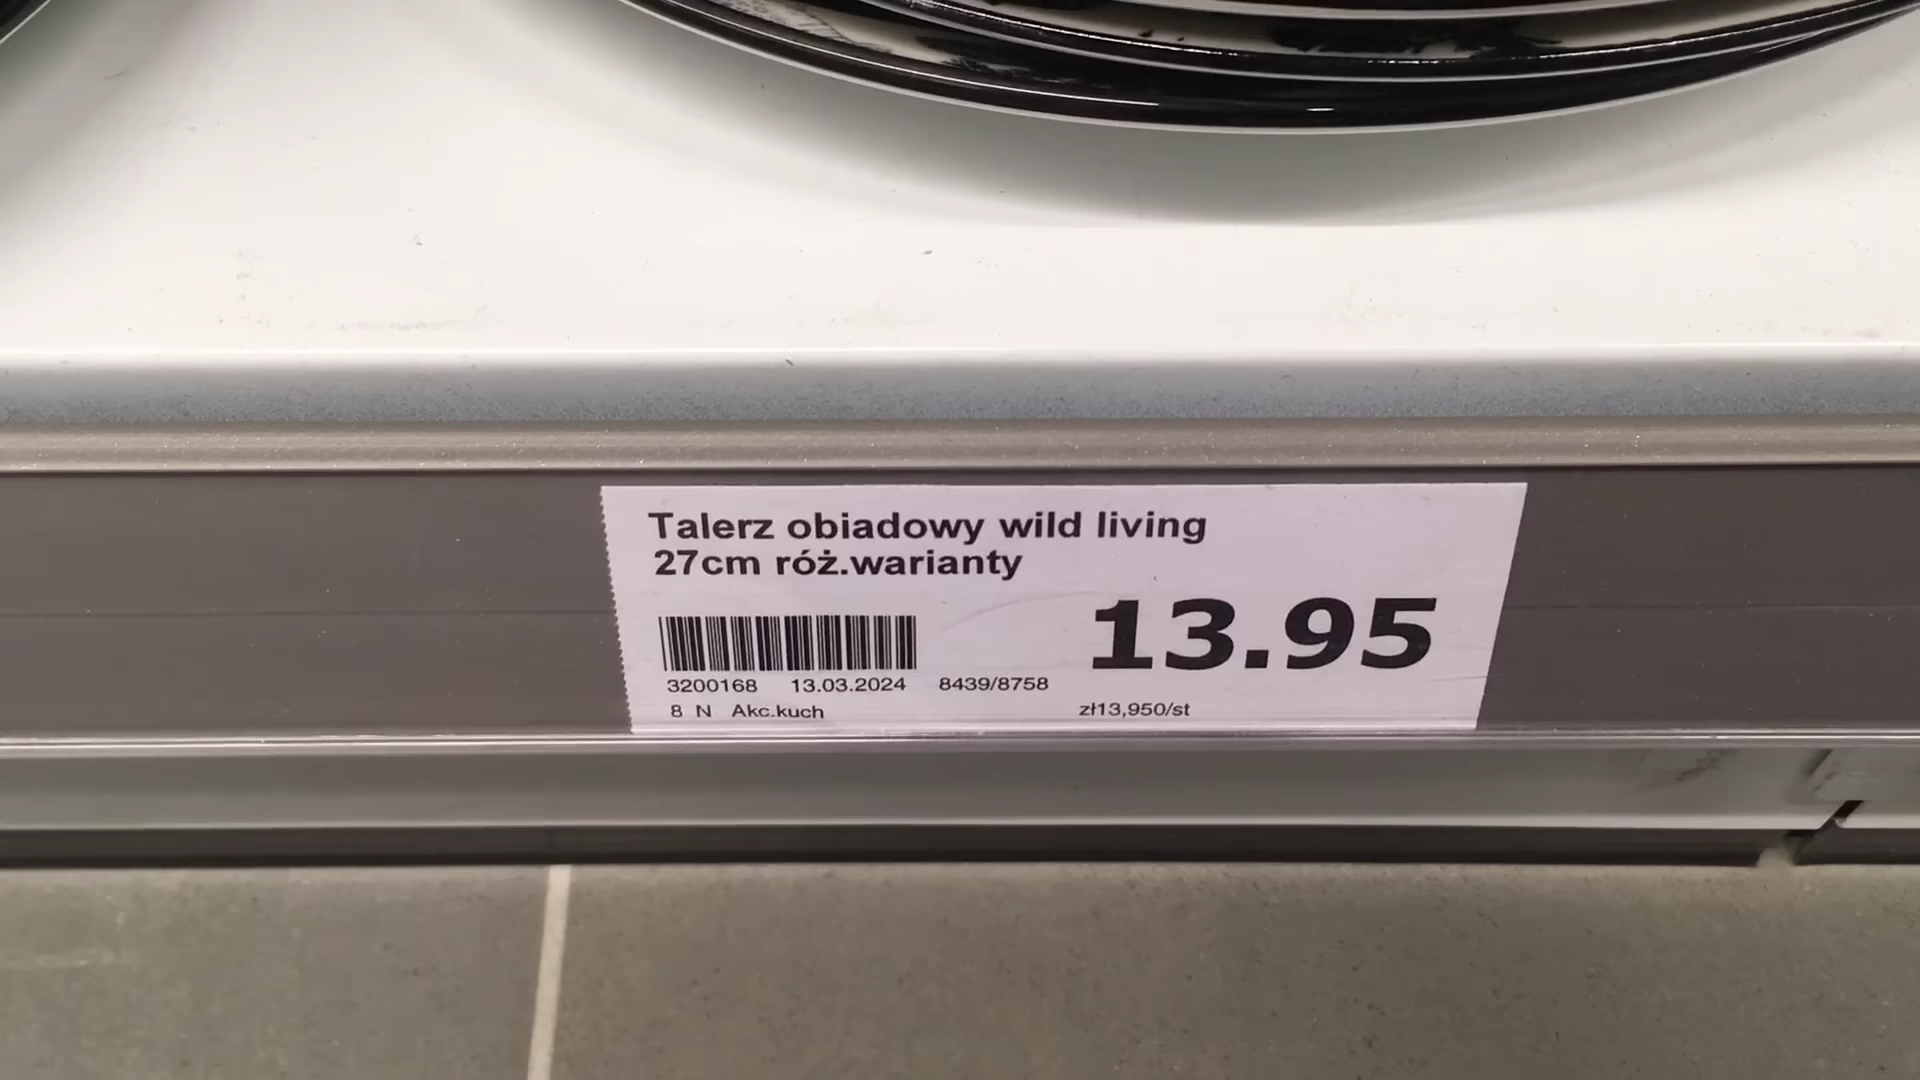 Talerz obiadowy wild living
27cm róż.warianty
13.95
3200168 13.03.2024 8439/8758
8 N Akc.kuch zł13,950/st